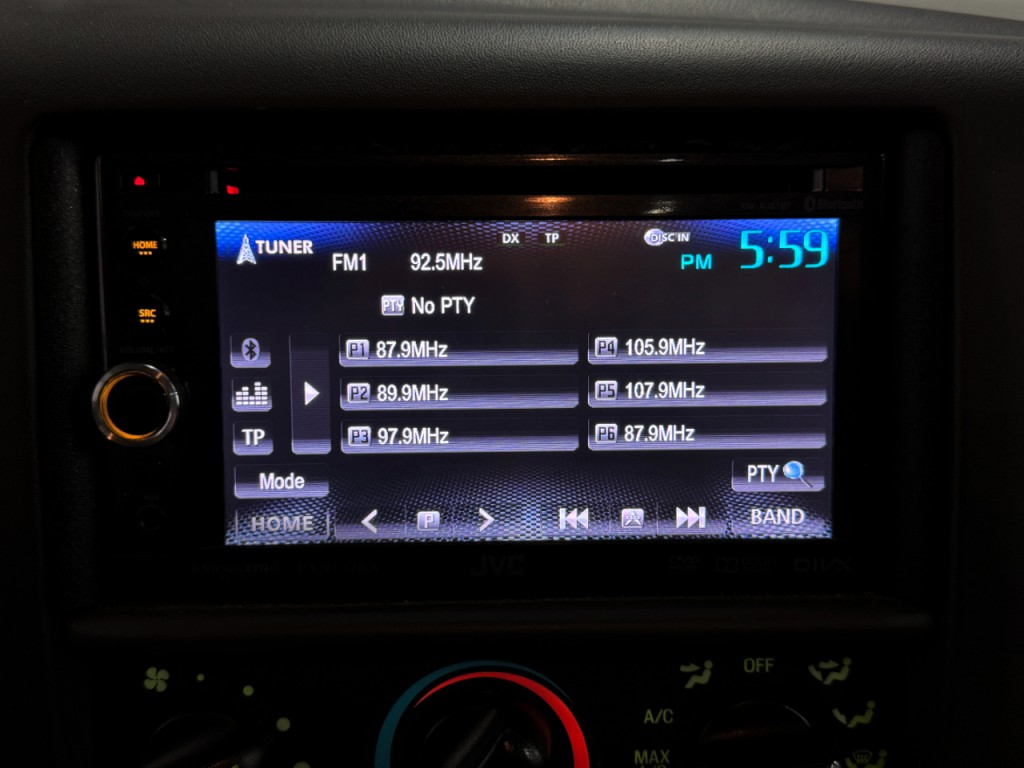 Bluetooth
HOME
SRC
TUNER
DX TP
DISC IN
FM1 92.5MHz
PM 5:59
PTY No PTY
P1 87.9MHz
P4 105.9MHz
P2 89.9MHz
P5 107.9MHz
P3 97.9MHz
P6 87.9MHz
TP
Mode
PTY
HOME
P
BAND
JVC
DivX
OFF
A/C
MAX